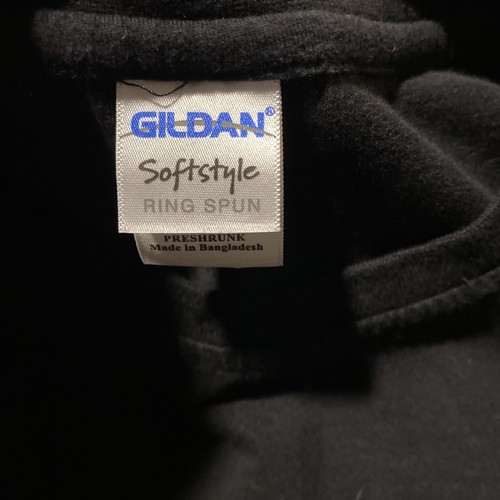 GILDAN®
Softstyle
RING SPUN
PRESHRUNK
Made in Bangladesh